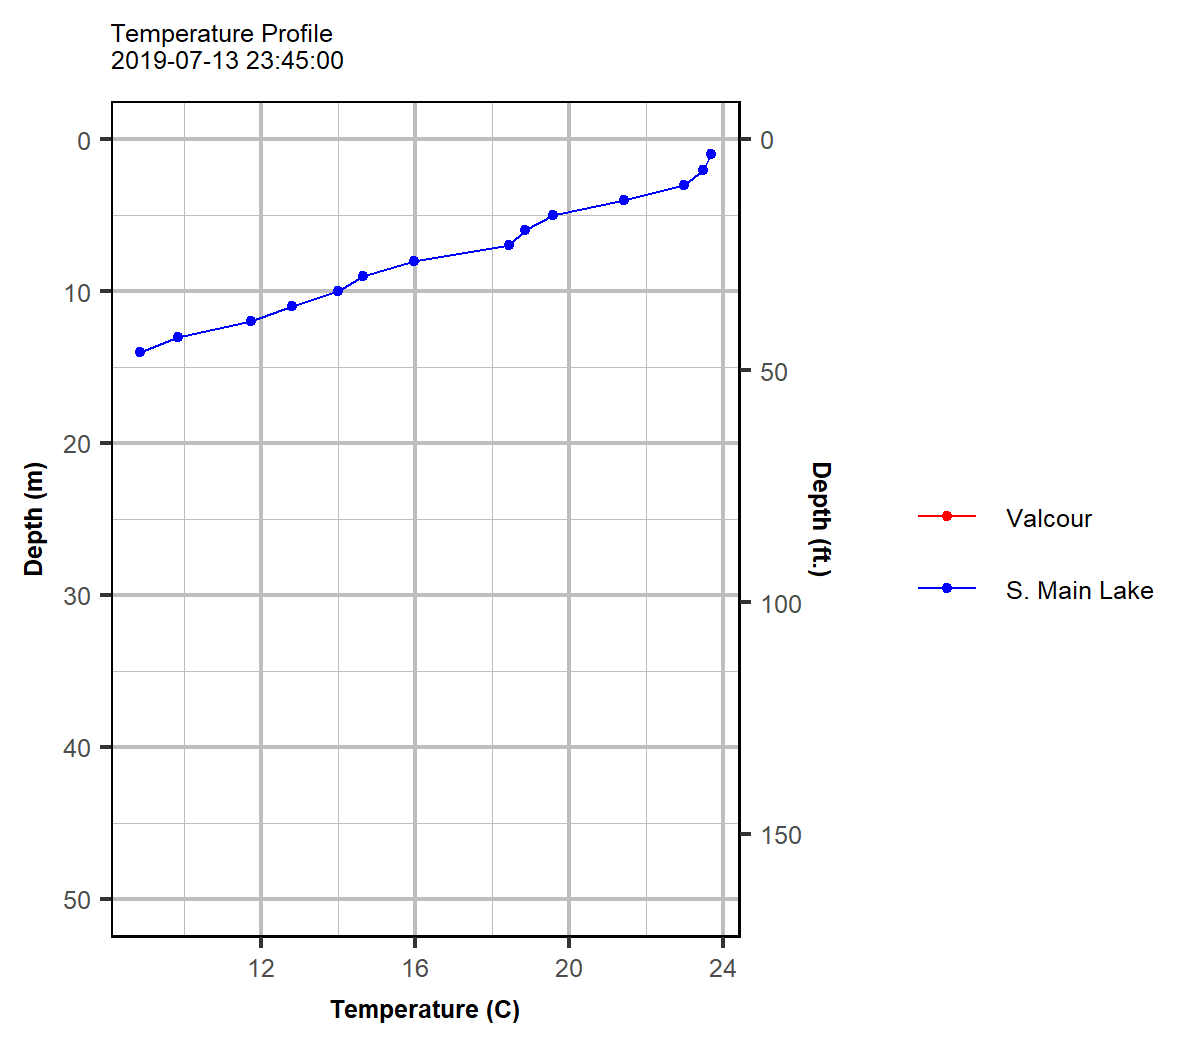 Temperature Profile
2019-07-13 23:45:00
0
10
20
30
40
50
Depth (m)
0
50
100
150
Depth (ft.)
12
16
20
24
Temperature (C)
Valcour
S. Main Lake